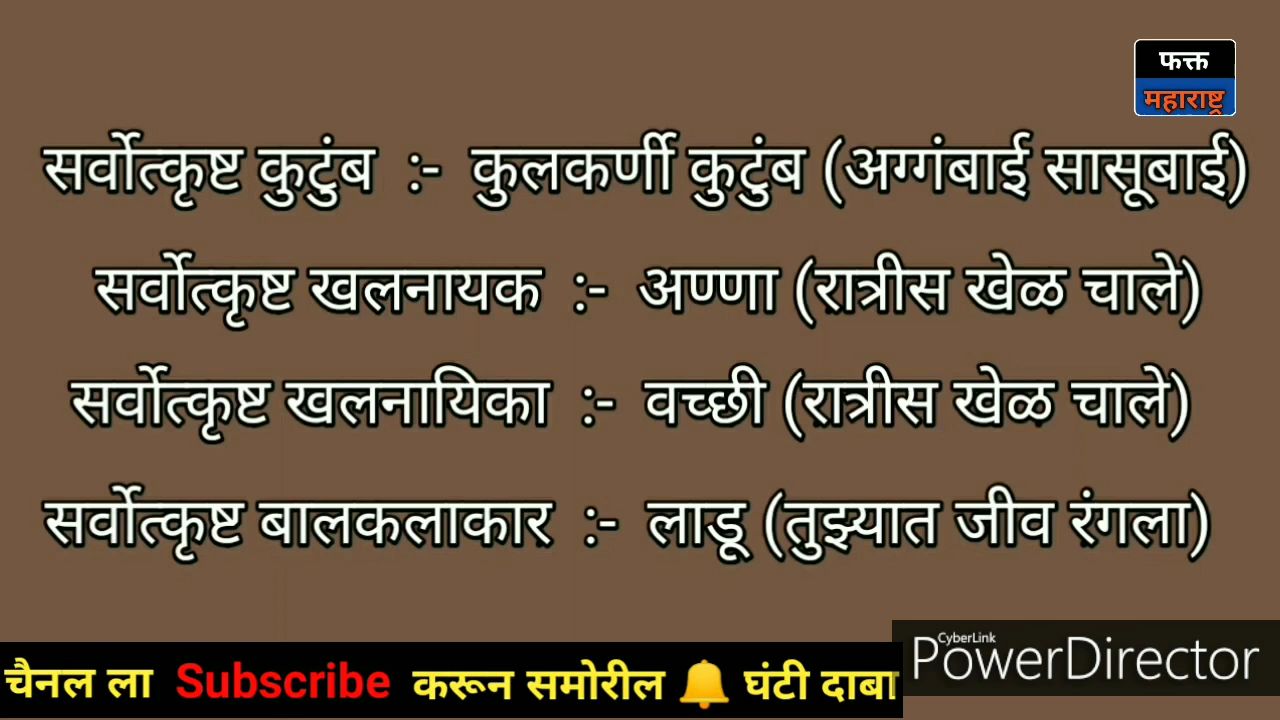 फक्त
महाराष्ट्र
सर्वोत्कृष्ट कुटुंब :- कुलकर्णी कुटुंब (अग्गंबाई सासूबाई)
सर्वोत्कृष्ट खलनायक :- अण्णा (रात्रीस खेळ चाले)
सर्वोत्कृष्ट खलनायिका :- वच्छी (रात्रीस खेळ चाले)
सर्वोत्कृष्ट बालकलाकार :- लाडू (तुझ्यात जीव रंगला)
CyberLink
PowerDirector
चैनल ला Subscribe करून समोरील 🔔 घंटी दाबा